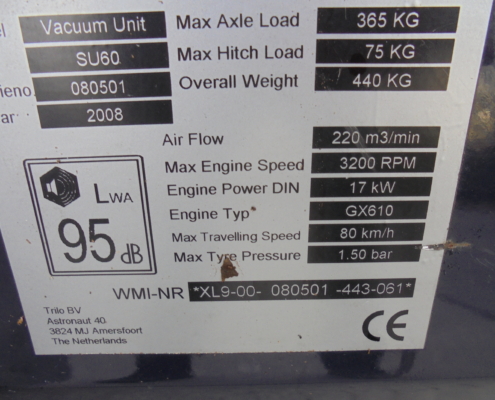 el Vacuum Unit Max Axle Load 365 KG
SU60 Max Hitch Load 75 KG
ieno. 080501 Overall Weight 440 KG
ar 2008
Air Flow 220 m3/min
Max Engine Speed 3200 RPM
Engine Power DIN 17 kW
Engine Typ GX610
Max Travelling Speed 80 km/h
Max Tyre Pressure 1.50 bar
LWA
95 dB
WMI-NR *XL9-00- 080501 -443-061*
Trilo BV
Astronaut 40
3824 MJ Amersfoort
The Netherlands
CE